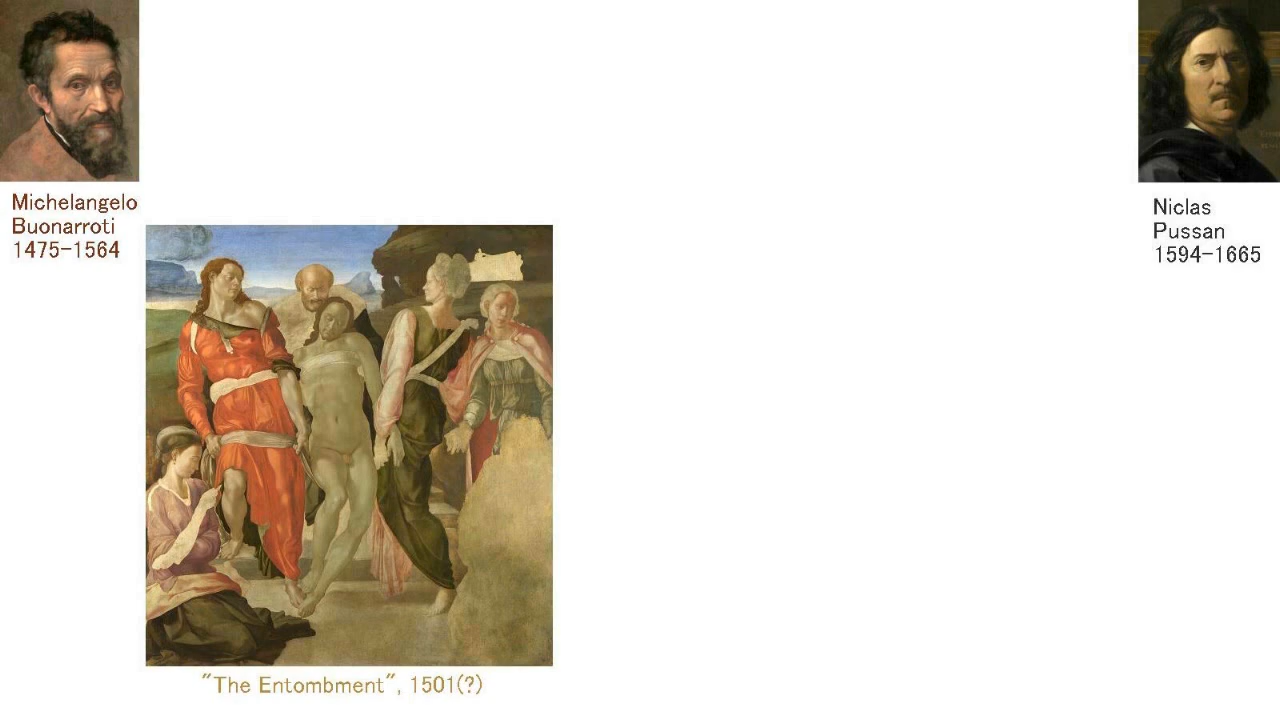 Michelangelo
Buonarroti
1475-1564
Niclas
Pussan
1594-1665
"The Entombment", 1501(?)